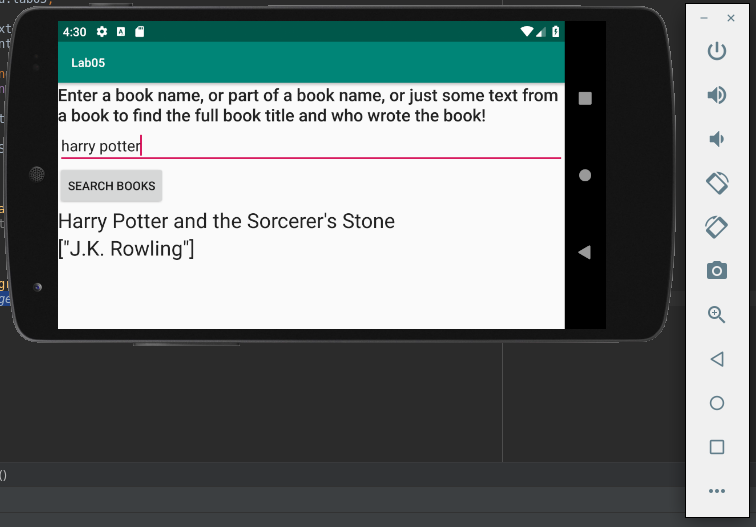 4:30
Lab05
Enter a book name, or part of a book name, or just some text from
a book to find the full book title and who wrote the book!
harry potter
SEARCH BOOKS
Harry Potter and the Sorcerer's Stone
["J.K. Rowling"]
()